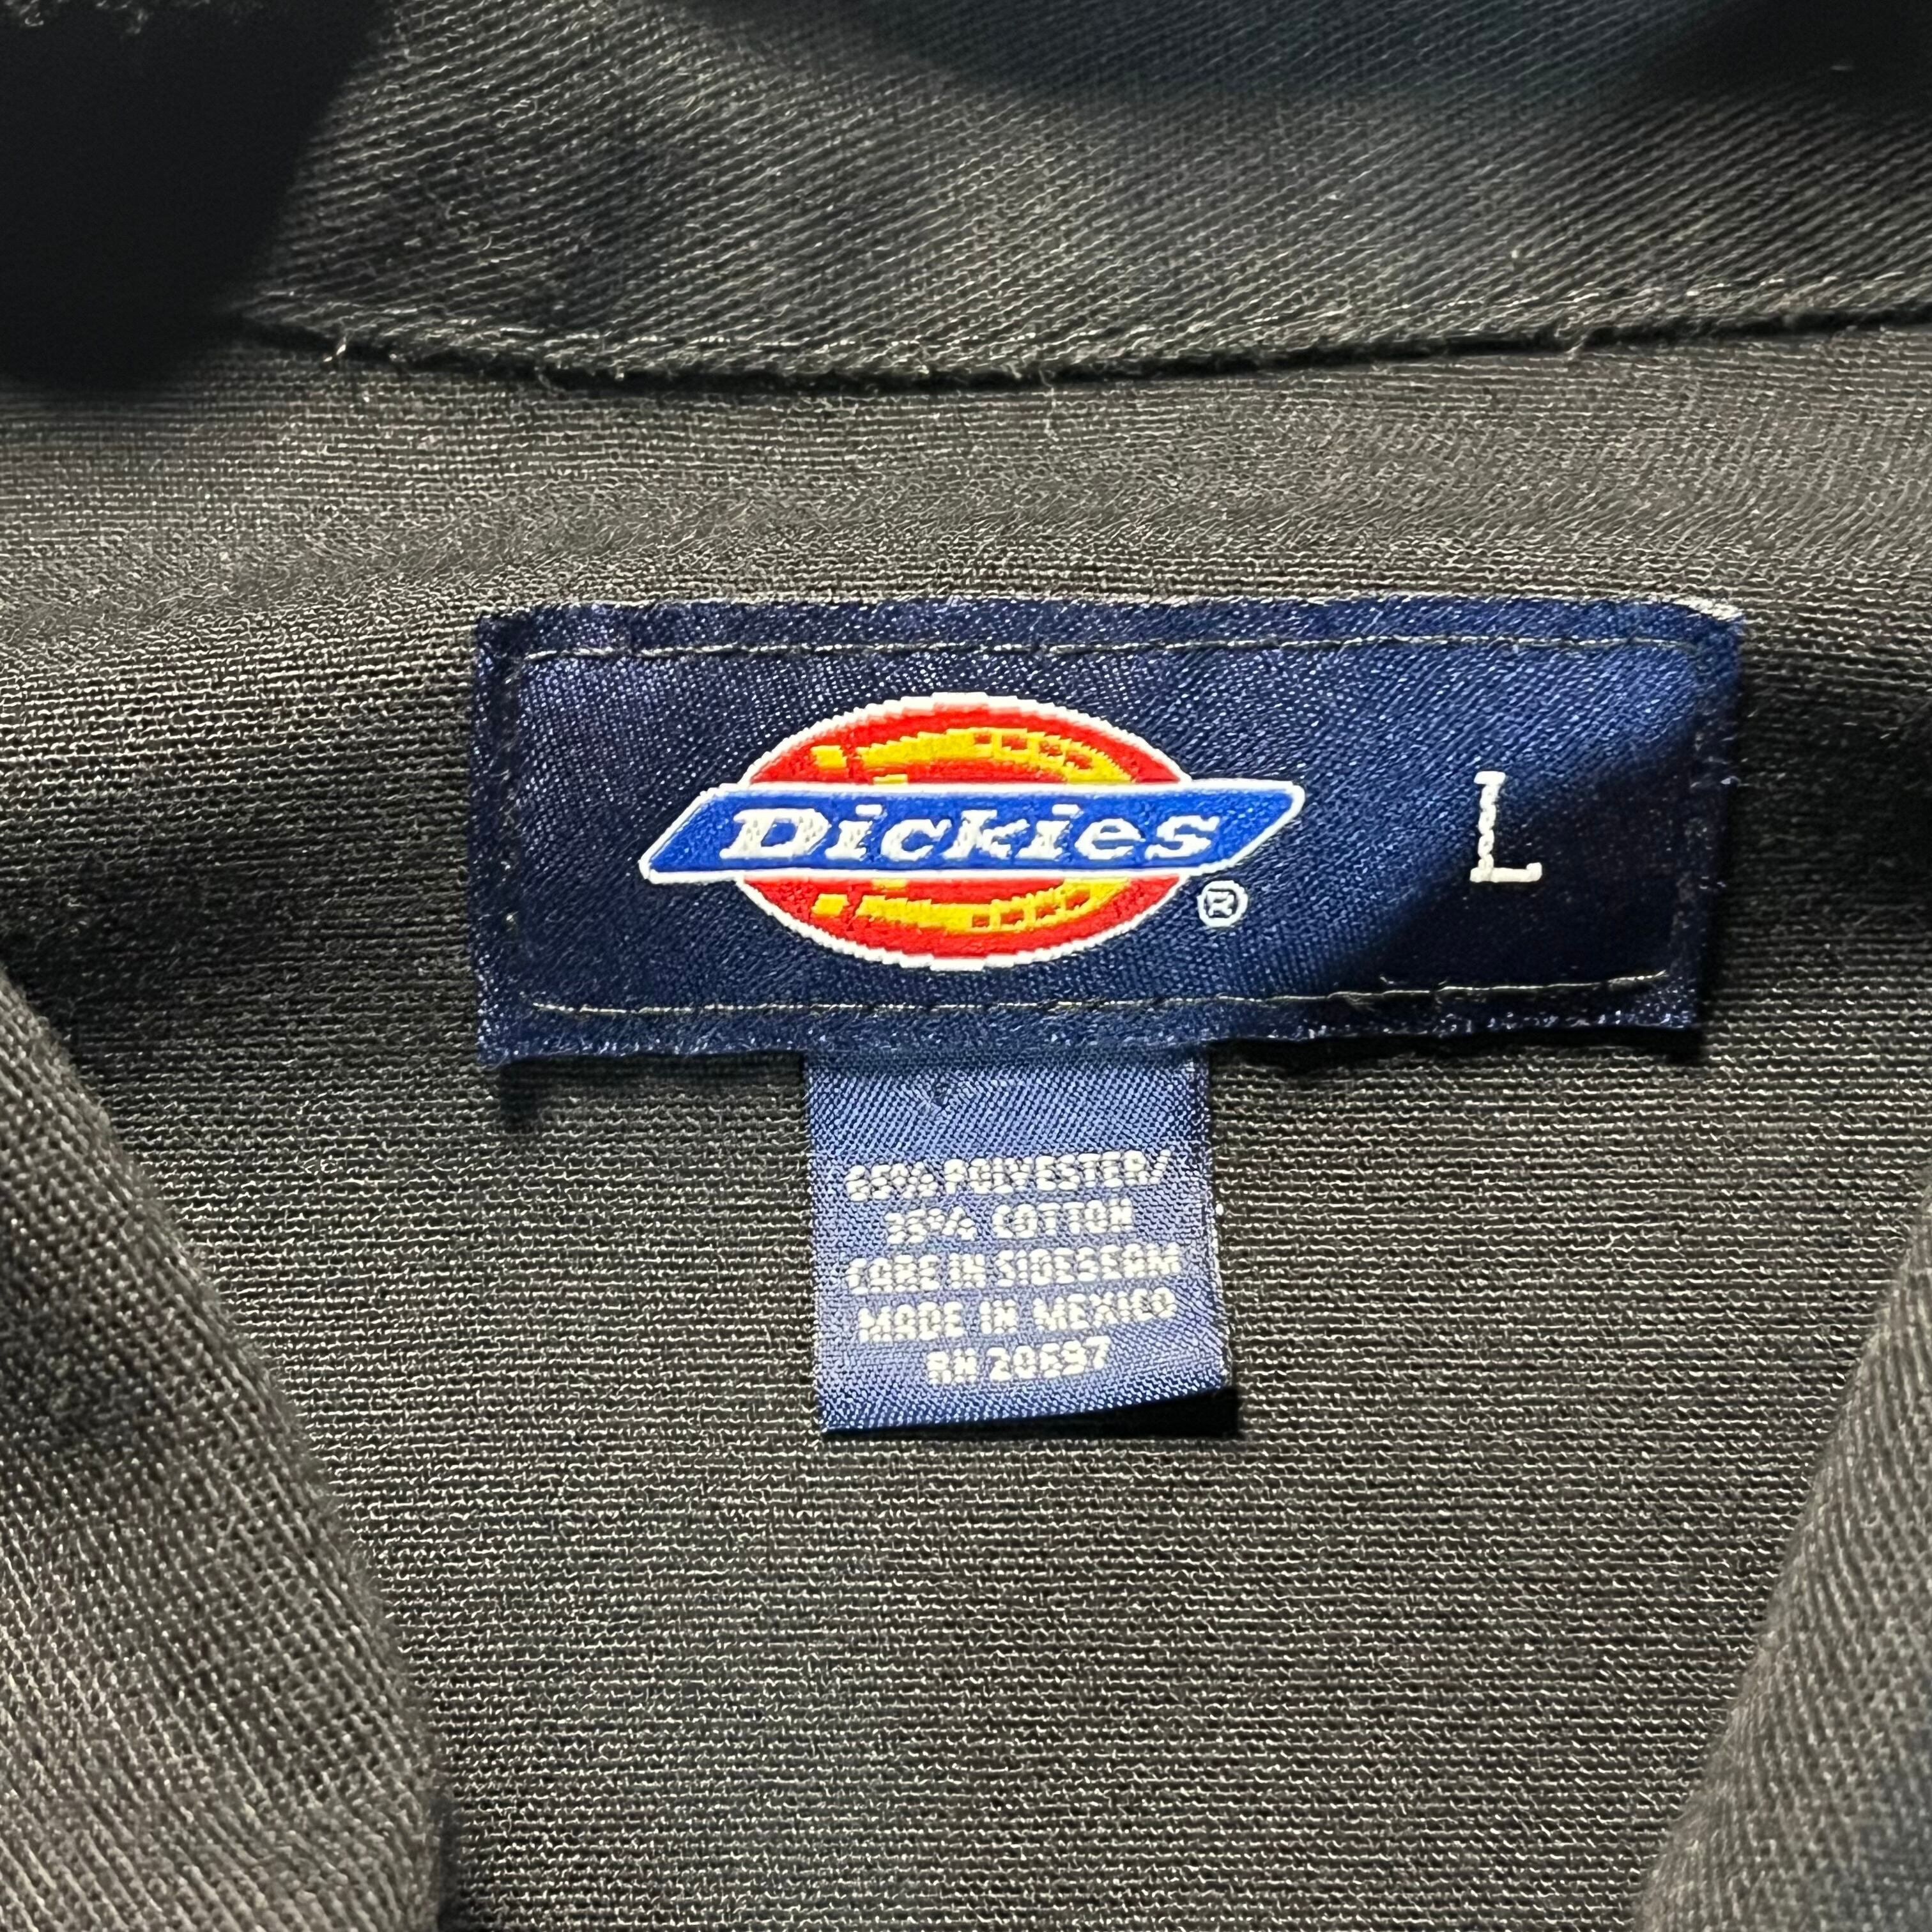 Dickies
®
L
65% POLYESTER/
35% COTTON
CARE IN SIDESEAM
MADE IN MEXICO
RN 20697